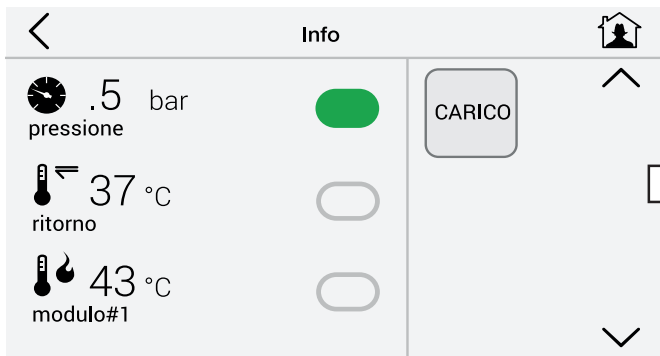 Info
.5 bar
pressione
37 °C
ritorno
43 °C
modulo#1
CARICO